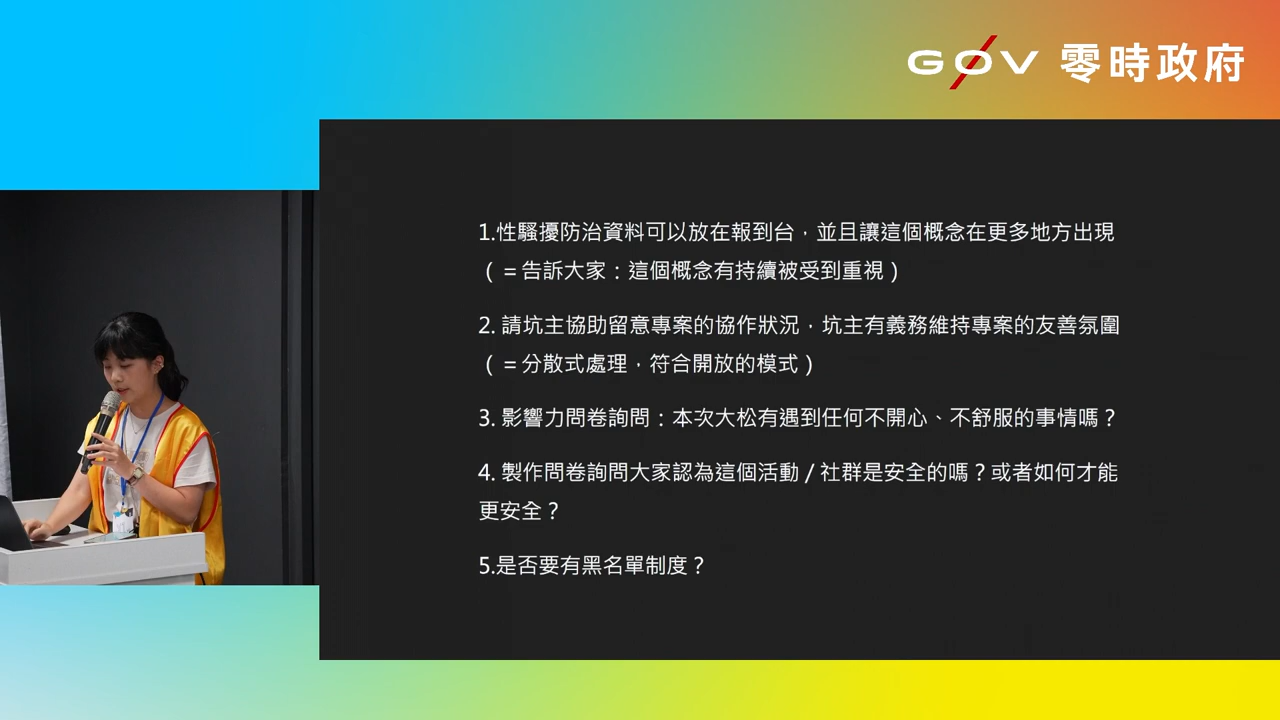 GØV 零時政府
1.性騷擾防治資料可以放在報到台，並且讓這個概念在更多地方出現
（＝告訴大家：這個概念有持續被受到重視）
2. 請坑主協助留意專案的協作狀況，坑主有義務維持專案的友善氛圍
（＝分散式處理，符合開放的模式）
3. 影響力問卷詢問：本次大松有遇到任何不開心、不舒服的事情嗎？
4. 製作問卷詢問大家認為這個活動／社群是安全的嗎？或者如何才能
更安全？
5.是否要有黑名單制度？